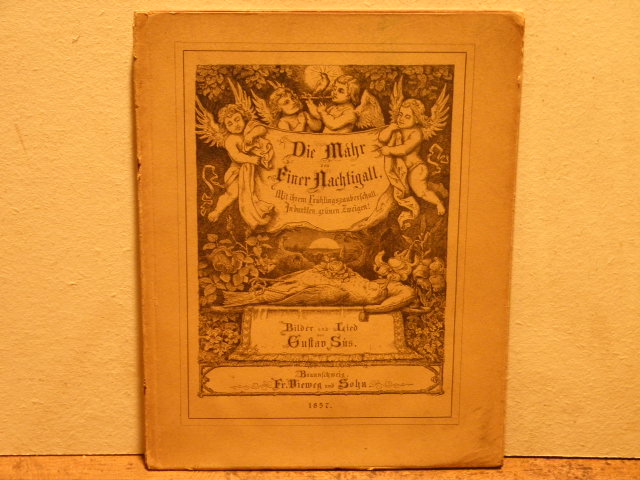 Die Mähr
von
Einer Nachtigall,
Mit ihrem Frühlingszauberschall
In dunklen, grünen Zweigen!
Bilder und Lied
von
Gustav Süs.
Braunschweig,
Fr. Vieweg und Sohn.
1857.